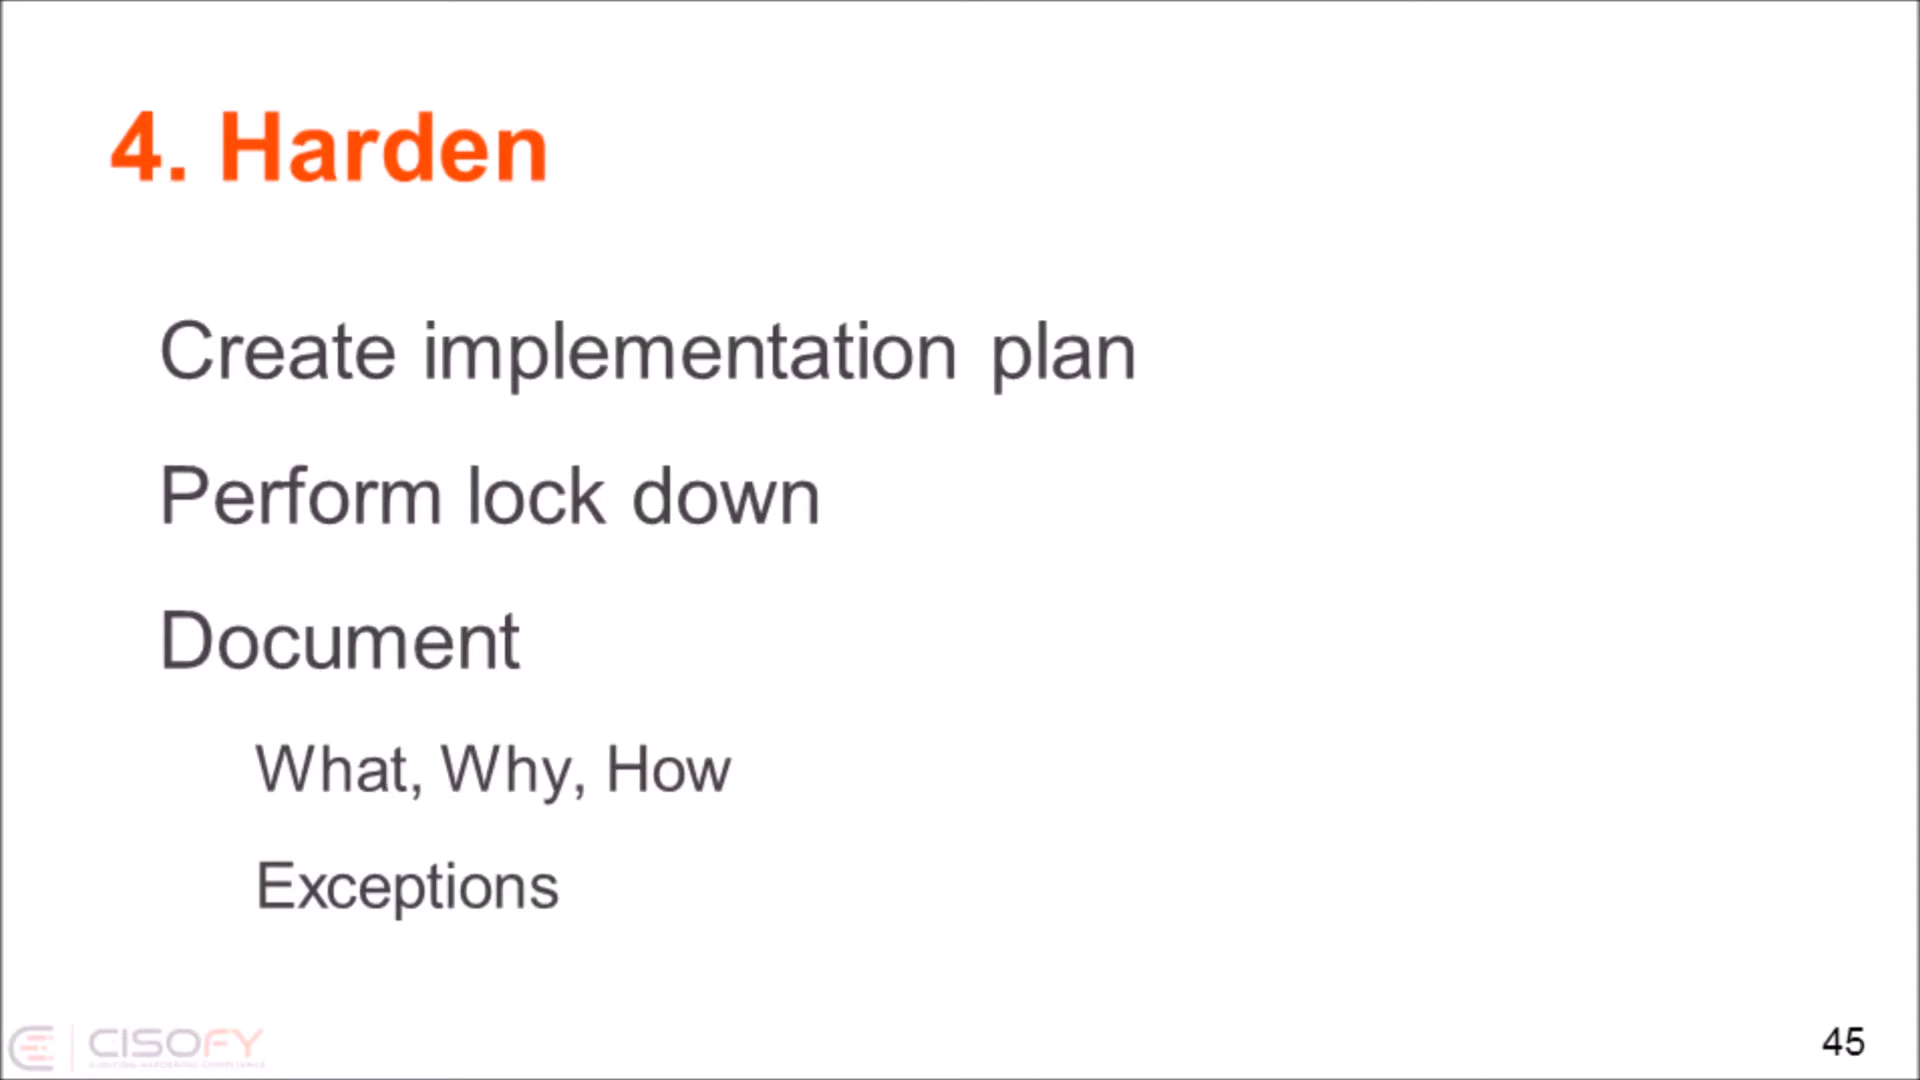 4. Harden
Create implementation plan
Perform lock down
Document
What, Why, How
Exceptions
CISOFY
45